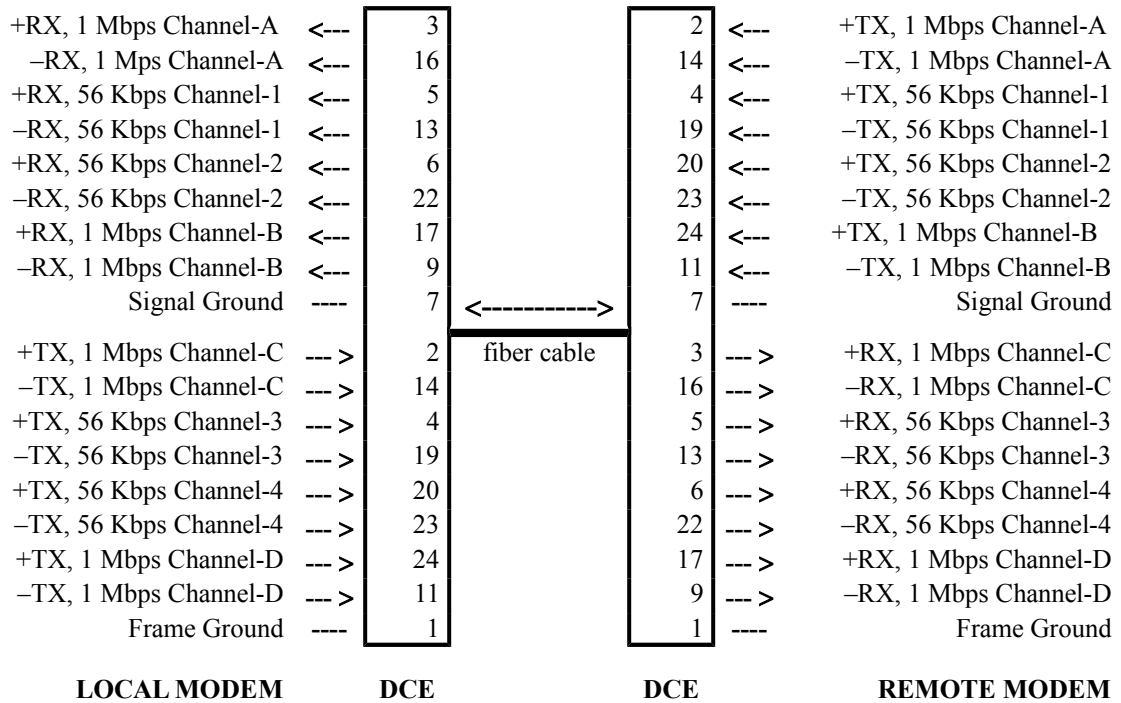 +RX, 1 Mbps Channel-A <--- 3 2 <--- +TX, 1 Mbps Channel-A
–RX, 1 Mps Channel-A <--- 16 14 <--- –TX, 1 Mbps Channel-A
+RX, 56 Kbps Channel-1 <--- 5 4 <--- +TX, 56 Kbps Channel-1
–RX, 56 Kbps Channel-1 <--- 13 19 <--- –TX, 56 Kbps Channel-1
+RX, 56 Kbps Channel-2 <--- 6 20 <--- +TX, 56 Kbps Channel-2
–RX, 56 Kbps Channel-2 <--- 22 23 <--- –TX, 56 Kbps Channel-2
+RX, 1 Mbps Channel-B <--- 17 24 <--- +TX, 1 Mbps Channel-B
–RX, 1 Mbps Channel-B <--- 9 11 <--- –TX, 1 Mbps Channel-B
Signal Ground ---- 7 <-----------> 7 ---- Signal Ground
+TX, 1 Mbps Channel-C --- > 2 fiber cable 3 --- > +RX, 1 Mbps Channel-C
–TX, 1 Mbps Channel-C --- > 14 16 --- > –RX, 1 Mbps Channel-C
+TX, 56 Kbps Channel-3 --- > 4 5 --- > +RX, 56 Kbps Channel-3
–TX, 56 Kbps Channel-3 --- > 19 13 --- > –RX, 56 Kbps Channel-3
+TX, 56 Kbps Channel-4 --- > 20 6 --- > +RX, 56 Kbps Channel-4
–TX, 56 Kbps Channel-4 --- > 23 22 --- > –RX, 56 Kbps Channel-4
+TX, 1 Mbps Channel-D --- > 24 17 --- > +RX, 1 Mbps Channel-D
–TX, 1 Mbps Channel-D --- > 11 9 --- > –RX, 1 Mbps Channel-D
Frame Ground ---- 1 1 ---- Frame Ground
LOCAL MODEM DCE DCE REMOTE MODEM